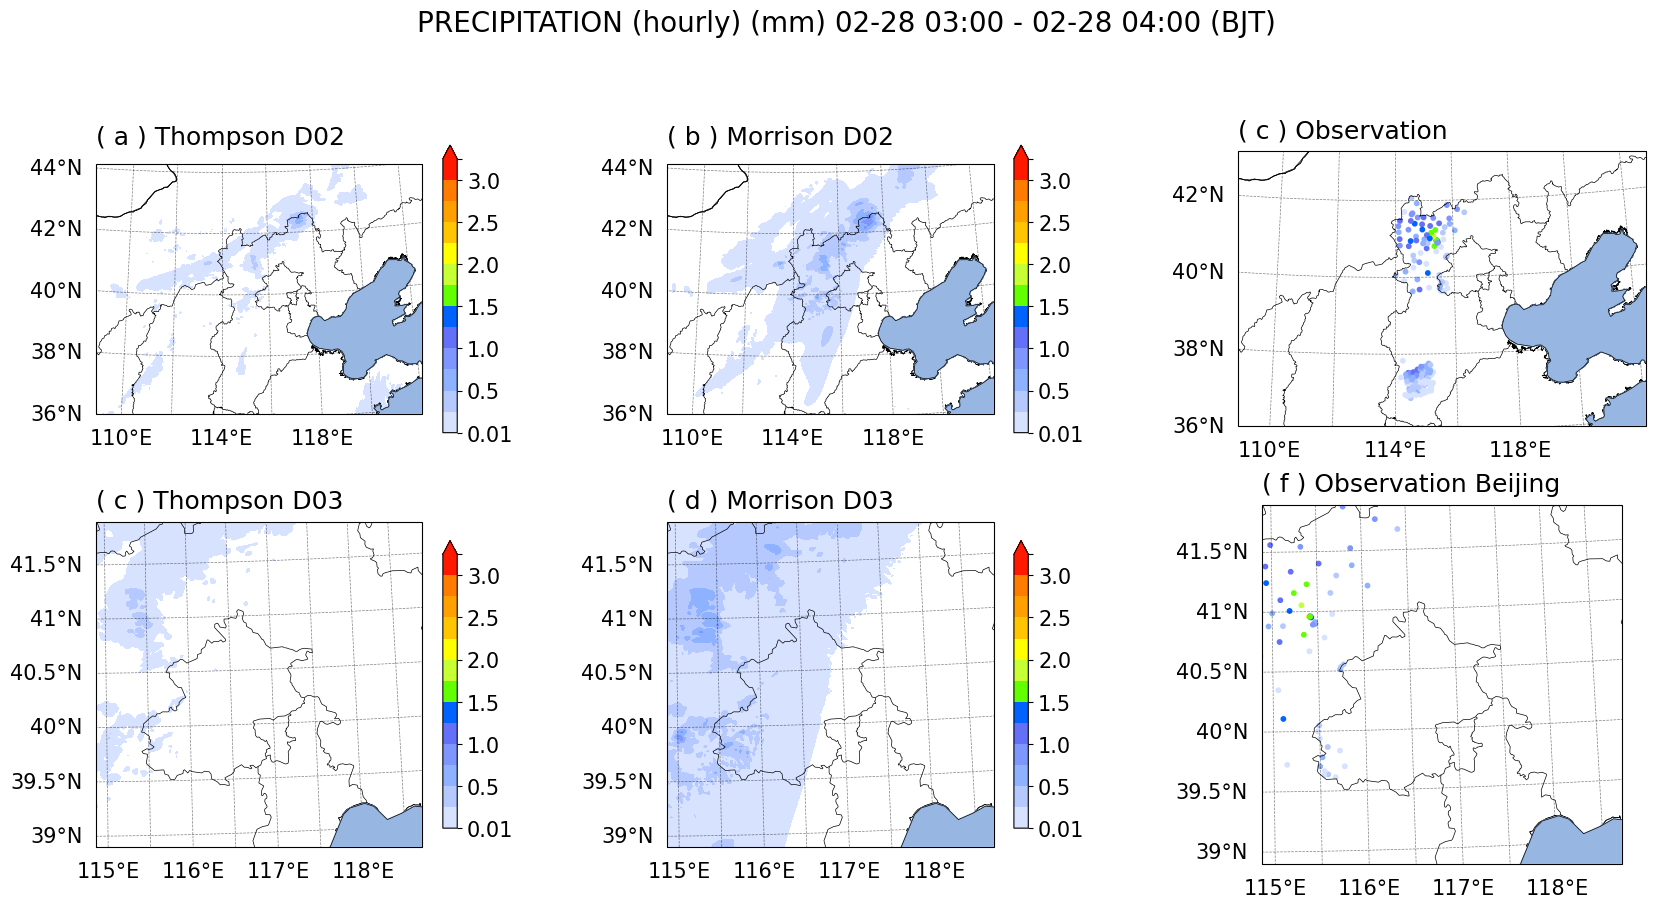 PRECIPITATION (hourly) (mm) 02-28 03:00 - 02-28 04:00 (BJT)
( a ) Thompson D02
44°N
42°N
40°N
38°N
36°N
110°E 114°E 118°E
3.0
2.5
2.0
1.5
1.0
0.5
0.01
( b ) Morrison D02
44°N
42°N
40°N
38°N
36°N
110°E 114°E 118°E
3.0
2.5
2.0
1.5
1.0
0.5
0.01
( c ) Observation
42°N
40°N
38°N
36°N
110°E 114°E 118°E
( c ) Thompson D03
41.5°N
41°N
40.5°N
40°N
39.5°N
39°N
115°E 116°E 117°E 118°E
3.0
2.5
2.0
1.5
1.0
0.5
0.01
( d ) Morrison D03
41.5°N
41°N
40.5°N
40°N
39.5°N
39°N
115°E 116°E 117°E 118°E
3.0
2.5
2.0
1.5
1.0
0.5
0.01
( f ) Observation Beijing
41.5°N
41°N
40.5°N
40°N
39.5°N
39°N
115°E 116°E 117°E 118°E